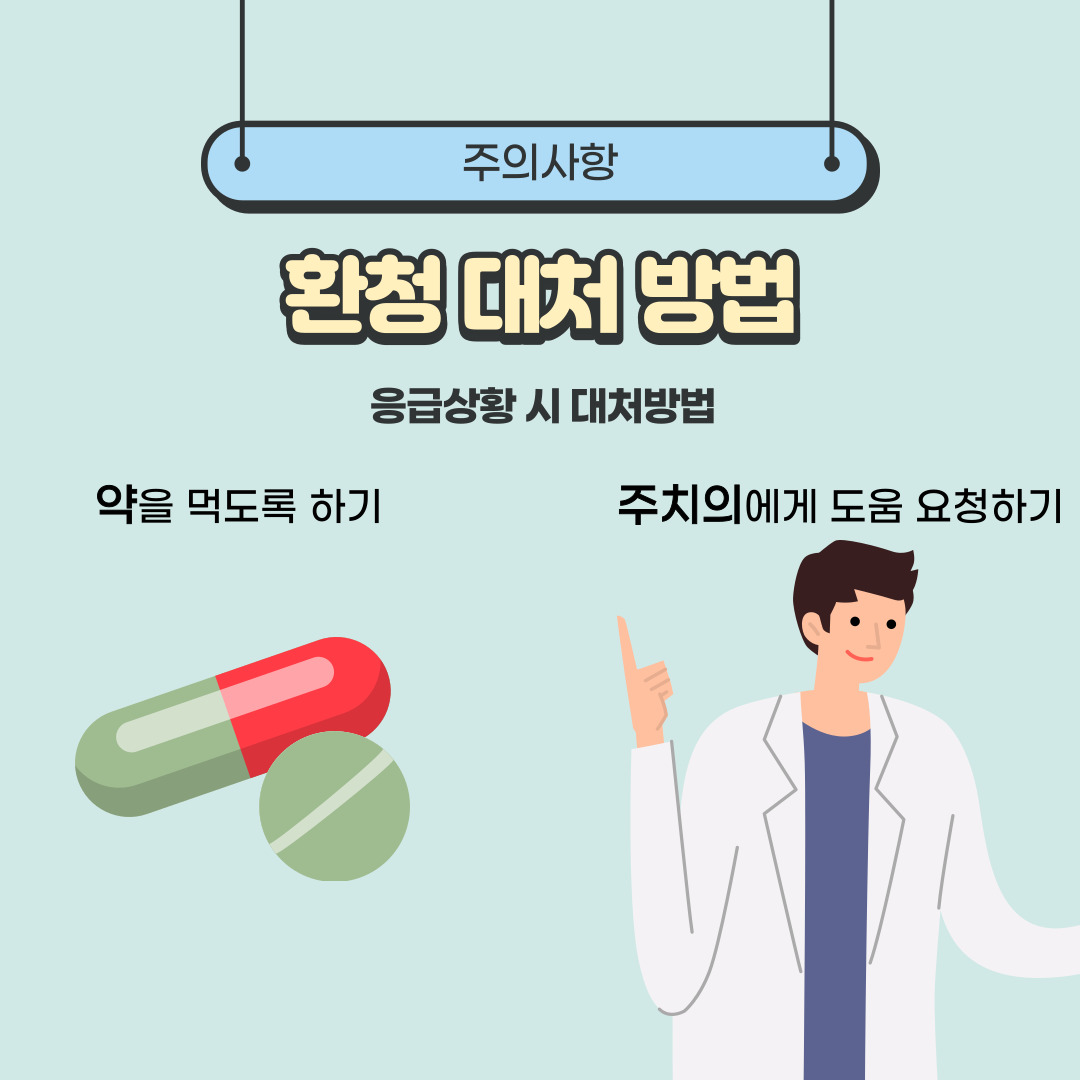 주의사항
환청 대처 방법
응급상황 시 대처방법
약을 먹도록 하기
주치의에게 도움 요청하기